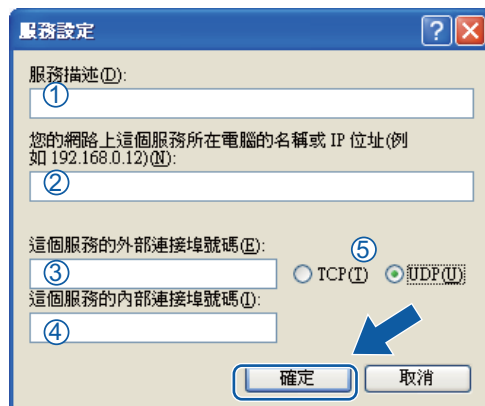 服務設定
服務描述(D):
①
您的網路上這個服務所在電腦的名稱或 IP 位址(例
如 192.168.0.12)(N):
②
這個服務的外部連接埠號碼(E):
⑤
③
TCP(T) UDP(U)
這個服務的內部連接埠號碼(I):
④
確定 取消